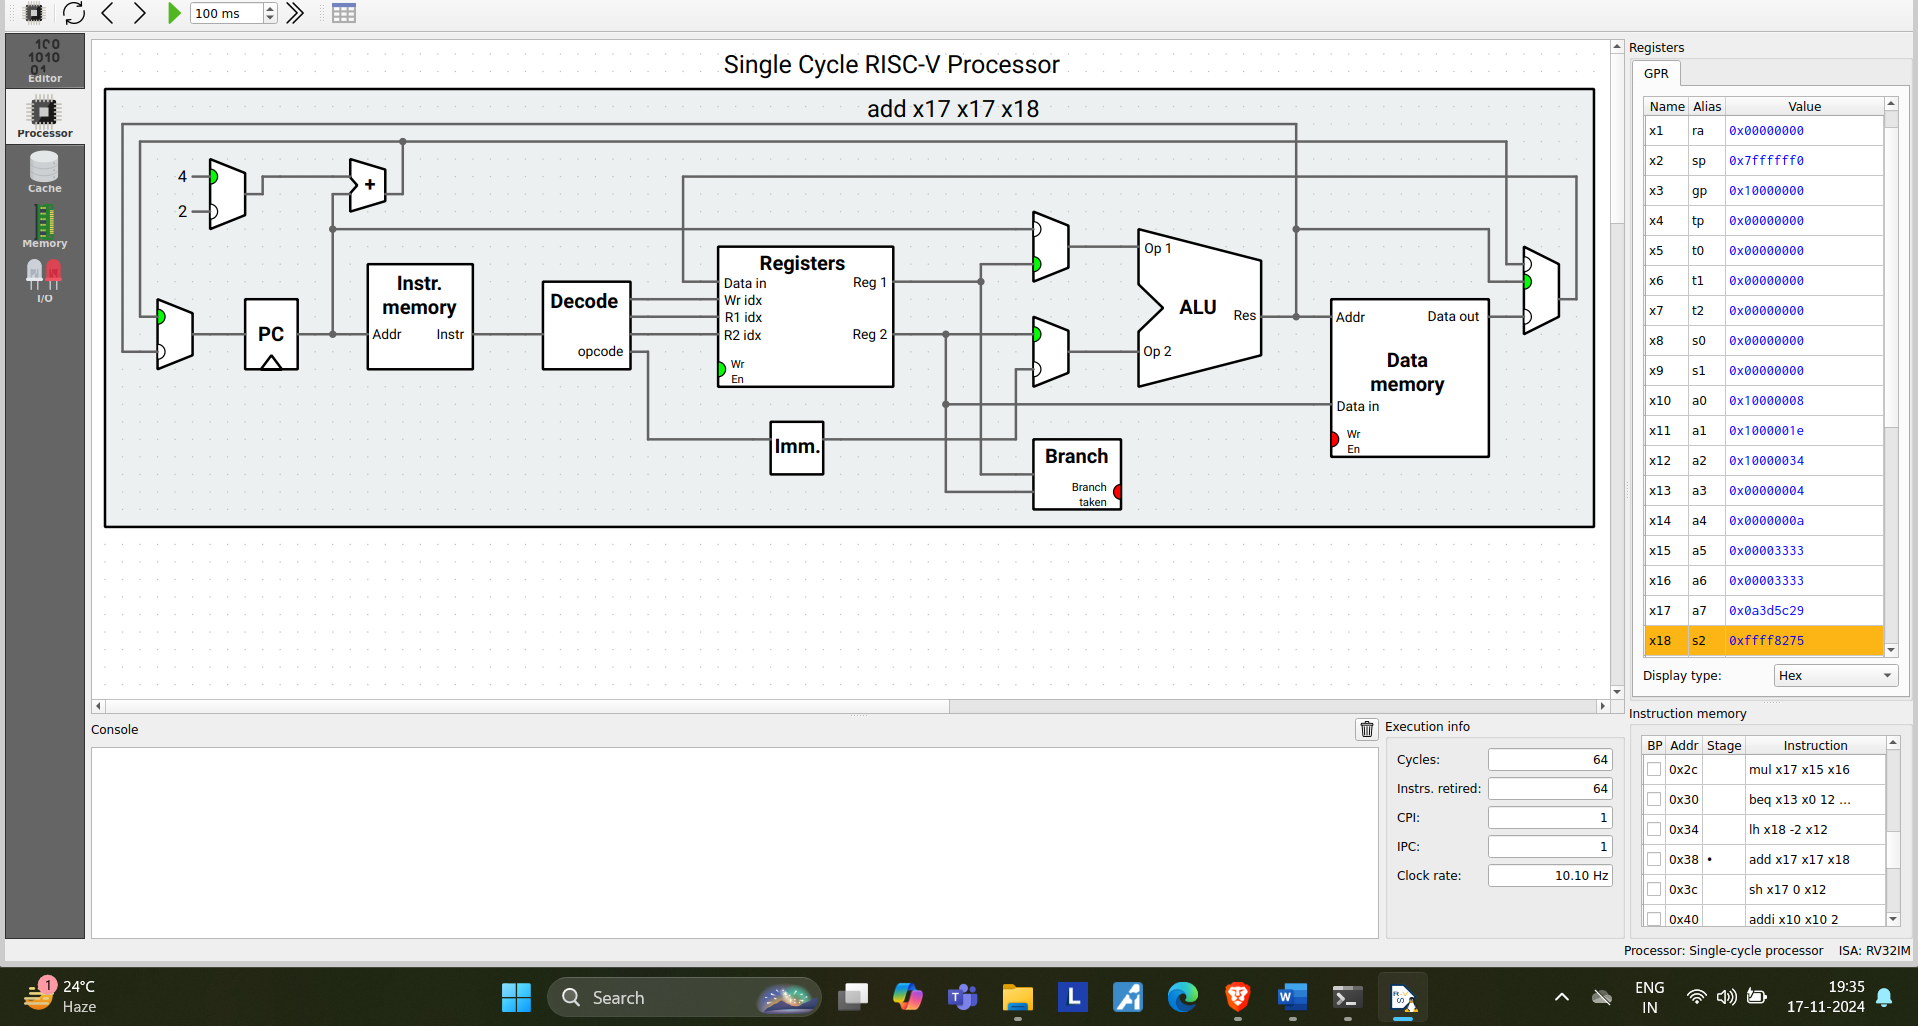 100 ms
100
1010
01
Editor
Processor
Cache
Memory
I/O
Single Cycle RISC-V Processor
add x17 x17 x18
4
2
+
PC
Instr.
memory
Addr
Instr
Decode
opcode
Registers
Data in
Wr idx
R1 idx
R2 idx
Wr
En
Reg 1
Reg 2
Imm.
Op 1
Op 2
ALU
Res
Branch
Branch
taken
Addr
Data out
Data
memory
Data in
Wr
En
Registers
GPR
Name Alias Value
x1 ra 0x00000000
x2 sp 0x7ffffff0
x3 gp 0x10000000
x4 tp 0x00000000
x5 t0 0x00000000
x6 t1 0x00000000
x7 t2 0x00000000
x8 s0 0x00000000
x9 s1 0x00000000
x10 a0 0x10000008
x11 a1 0x1000001e
x12 a2 0x10000034
x13 a3 0x00000004
x14 a4 0x0000000a
x15 a5 0x00003333
x16 a6 0x00003333
x17 a7 0x0a3d5c29
x18 s2 0xffff8275
Display type: Hex
Console
Execution info
Cycles: 64
Instrs. retired: 64
CPI: 1
IPC: 1
Clock rate: 10.10 Hz
Instruction memory
BP Addr Stage Instruction
0x2c mul x17 x15 x16
0x30 beq x13 x0 12 ...
0x34 lh x18 -2 x12
0x38 • add x17 x17 x18
0x3c sh x17 0 x12
0x40 addi x10 x10 2
Processor: Single-cycle processor ISA: RV32IM
1
24°C
Haze
Search
ENG
IN
19:35
17-11-2024